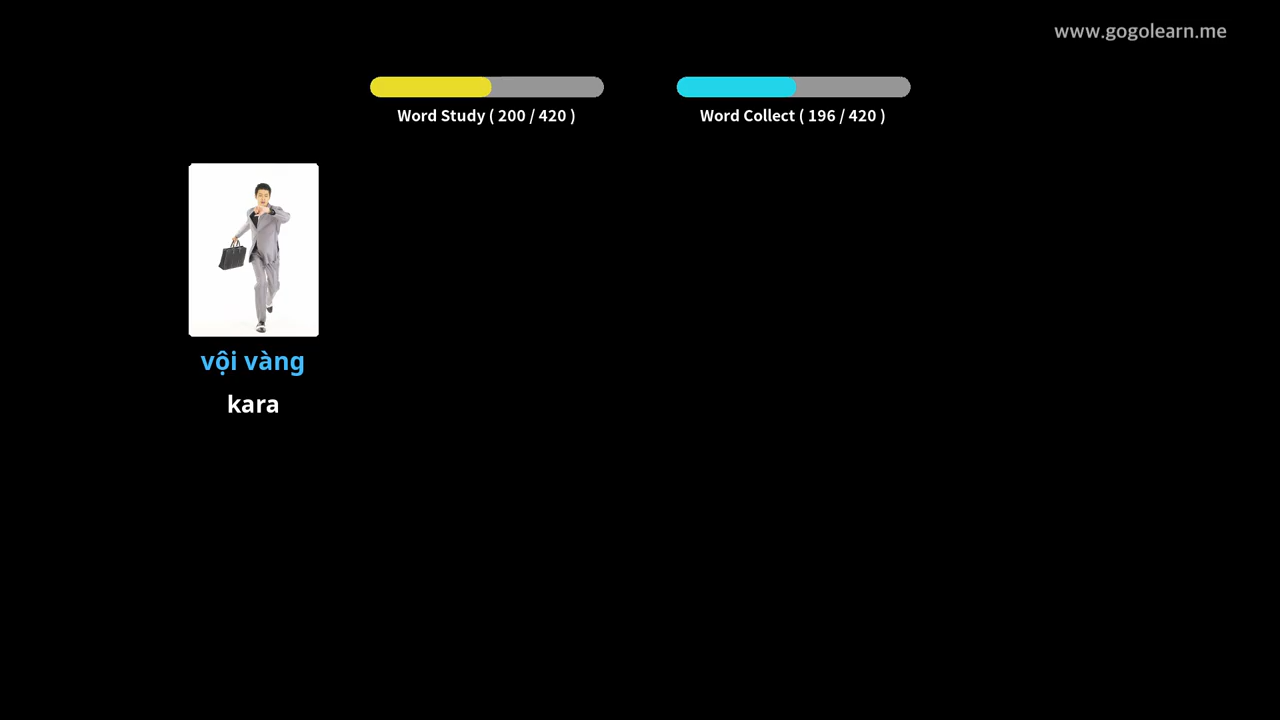 www.gogolearn.me
Word Study ( 200 / 420 )
Word Collect ( 196 / 420 )
vội vàng
kara